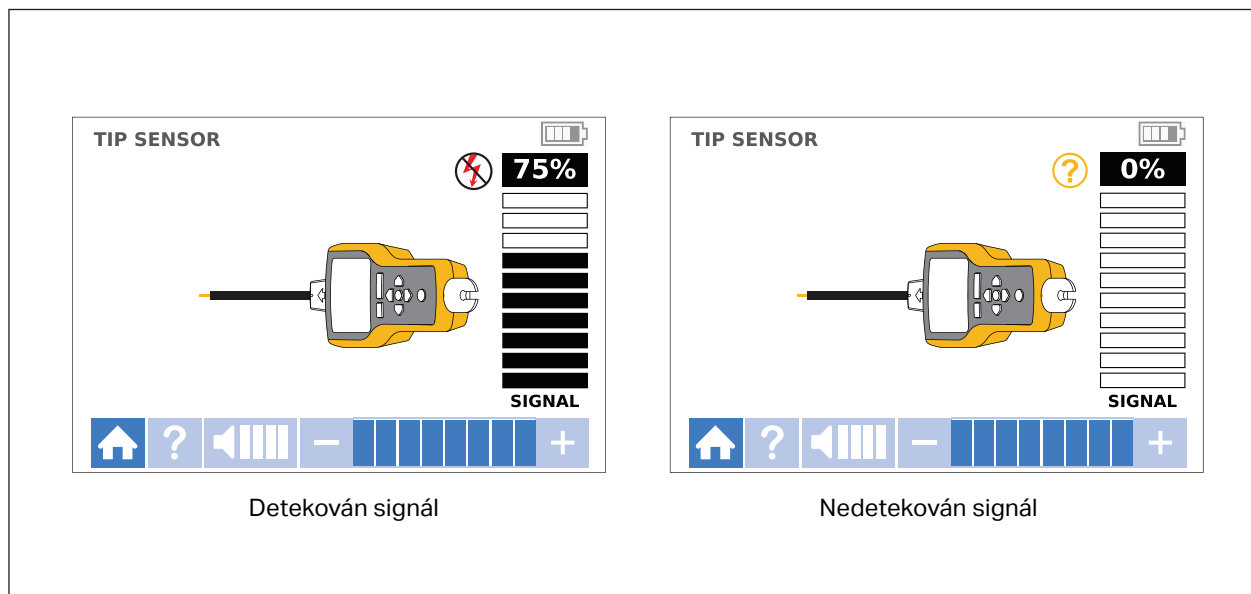 TIP SENSOR
75%
SIGNAL
?
−
+
Detekován signál
TIP SENSOR
?
0%
SIGNAL
?
−
+
Nedetekován signál